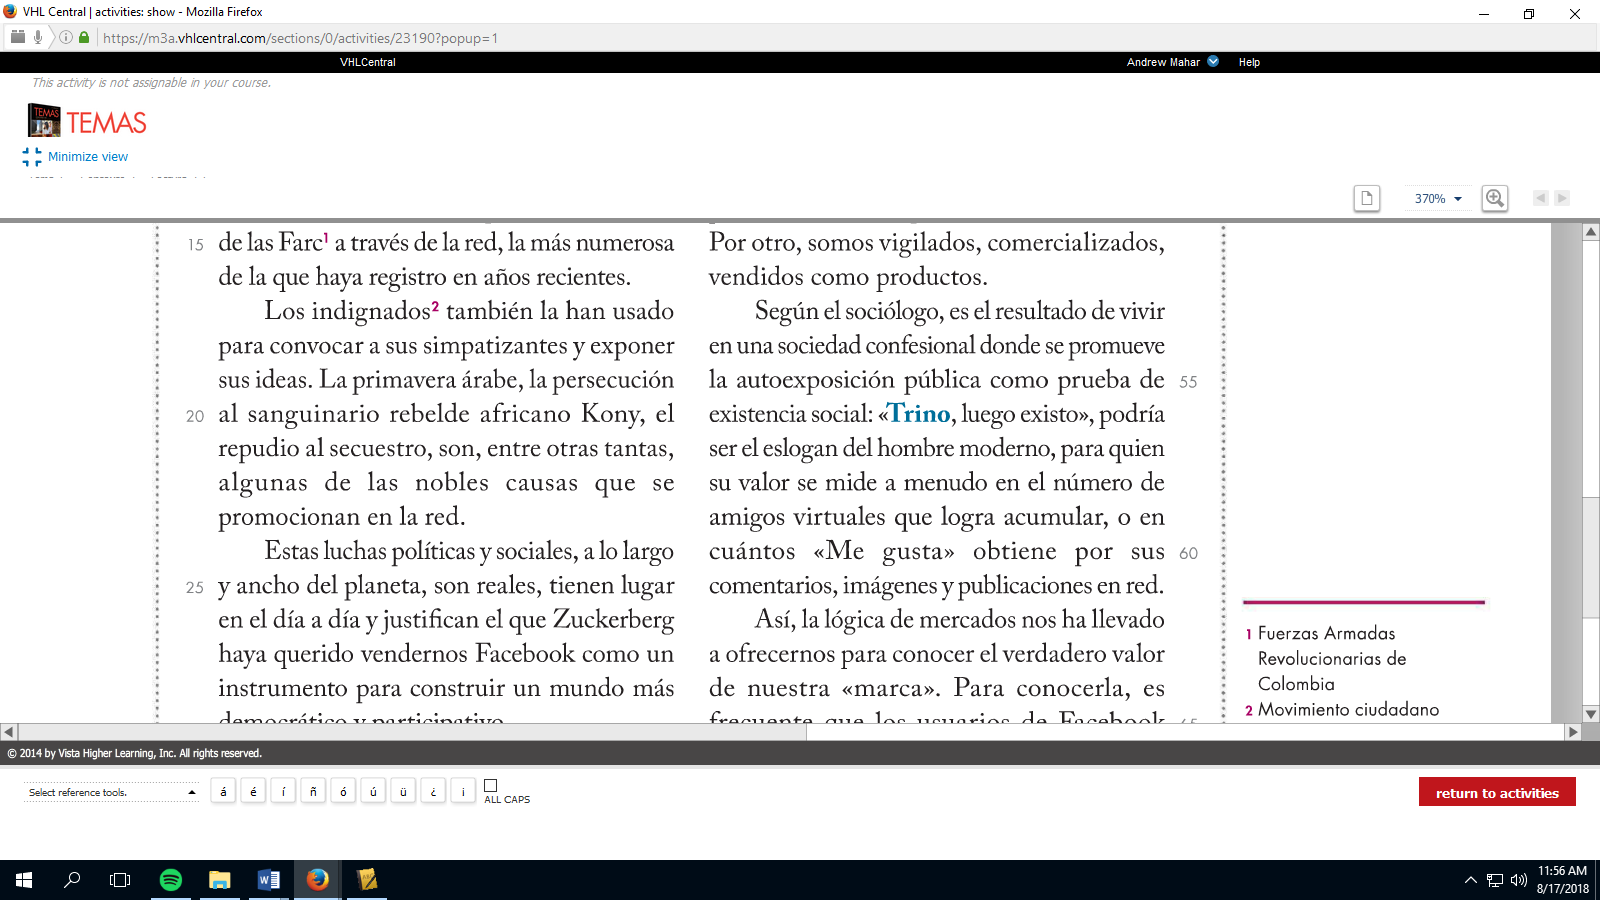 VHL Central | activities: show - Mozilla Firefox
https://m3a.vhlcentral.com/sections/0/activities/23190?popup=1
VHLCentral
Andrew Mahar
Help
This activity is not assignable in your course.
TEMAS
TEMAS
Minimize view
370%
15
de las Farc1 a través de la red, la más numerosa
de la que haya registro en años recientes.
Los indignados2 también la han usado
para convocar a sus simpatizantes y exponer
sus ideas. La primavera árabe, la persecución
20
al sanguinario rebelde africano Kony, el
repudio al secuestro, son, entre otras tantas,
algunas de las nobles causas que se
promocionan en la red.
Estas luchas políticas y sociales, a lo largo
25
y ancho del planeta, son reales, tienen lugar
en el día a día y justifican el que Zuckerberg
haya querido vendernos Facebook como un
instrumento para construir un mundo más
democrático y participativo
Por otro, somos vigilados, comercializados,
vendidos como productos.
Según el sociólogo, es el resultado de vivir
en una sociedad confesional donde se promueve
la autoexposición pública como prueba de
55
existencia social: «Trino, luego existo», podría
ser el eslogan del hombre moderno, para quien
su valor se mide a menudo en el número de
amigos virtuales que logra acumular, o en
cuántos «Me gusta» obtiene por sus
60
comentarios, imágenes y publicaciones en red.
Así, la lógica de mercados nos ha llevado
a ofrecernos para conocer el verdadero valor
de nuestra «marca». Para conocerla, es
frecuente que los usuarios de Facebook
65
1 Fuerzas Armadas
Revolucionarias de
Colombia
2 Movimiento ciudadano
© 2014 by Vista Higher Learning, Inc. All rights reserved.
Select reference tools.
á é í ñ ó ú ü ¿ ¡
ALL CAPS
return to activities
11:56 AM
8/17/2018